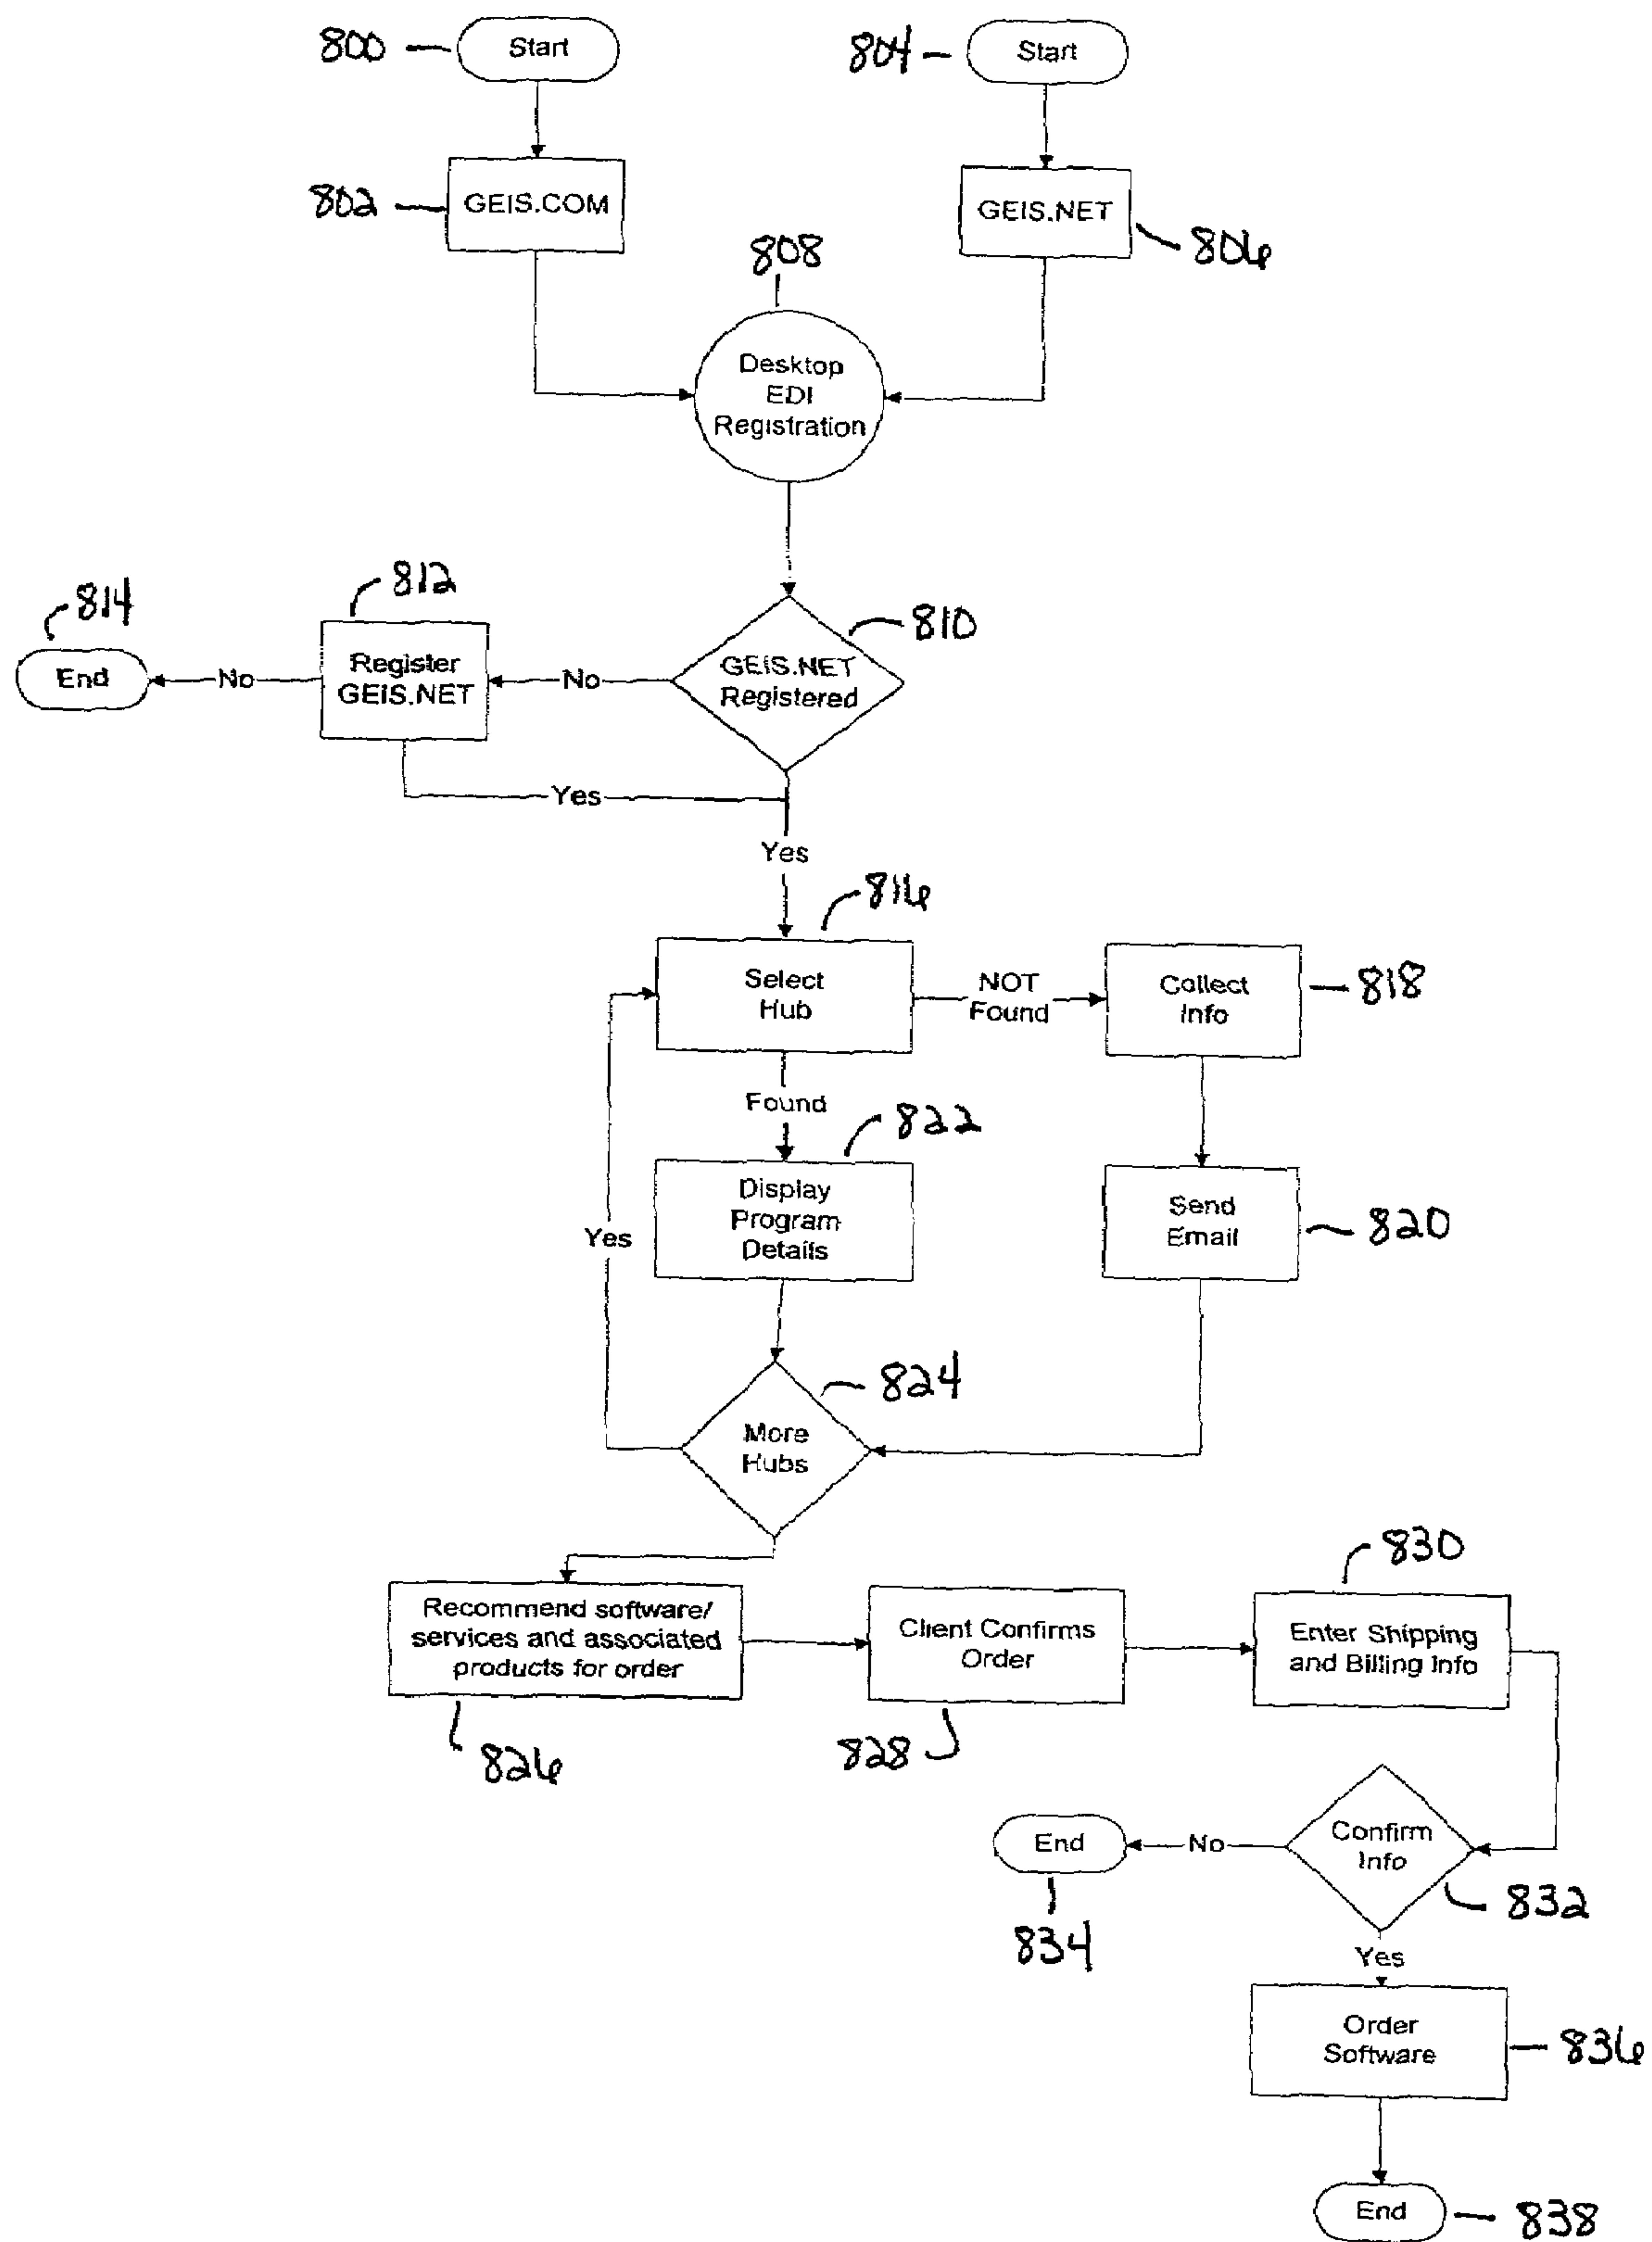 800
Start
804
Start
802
GEIS.COM
GEIS.NET
806
808
Desktop
EDI
Registration
814
812
810
End
No
Register
GEIS.NET
No
GEIS.NET
Registered
Yes
Yes
816
Select
Hub
NOT
Found
Collect
Info
818
Found
822
Display
Program
Details
Yes
Send
Email
820
824
More
Hubs
830
Recommend software/
services and associated
products for order
Client Confirms
Order
Enter Shipping
and Billing Info
826
828
End
No
Confirm
Info
832
834
Yes
Order
Software
836
End
838